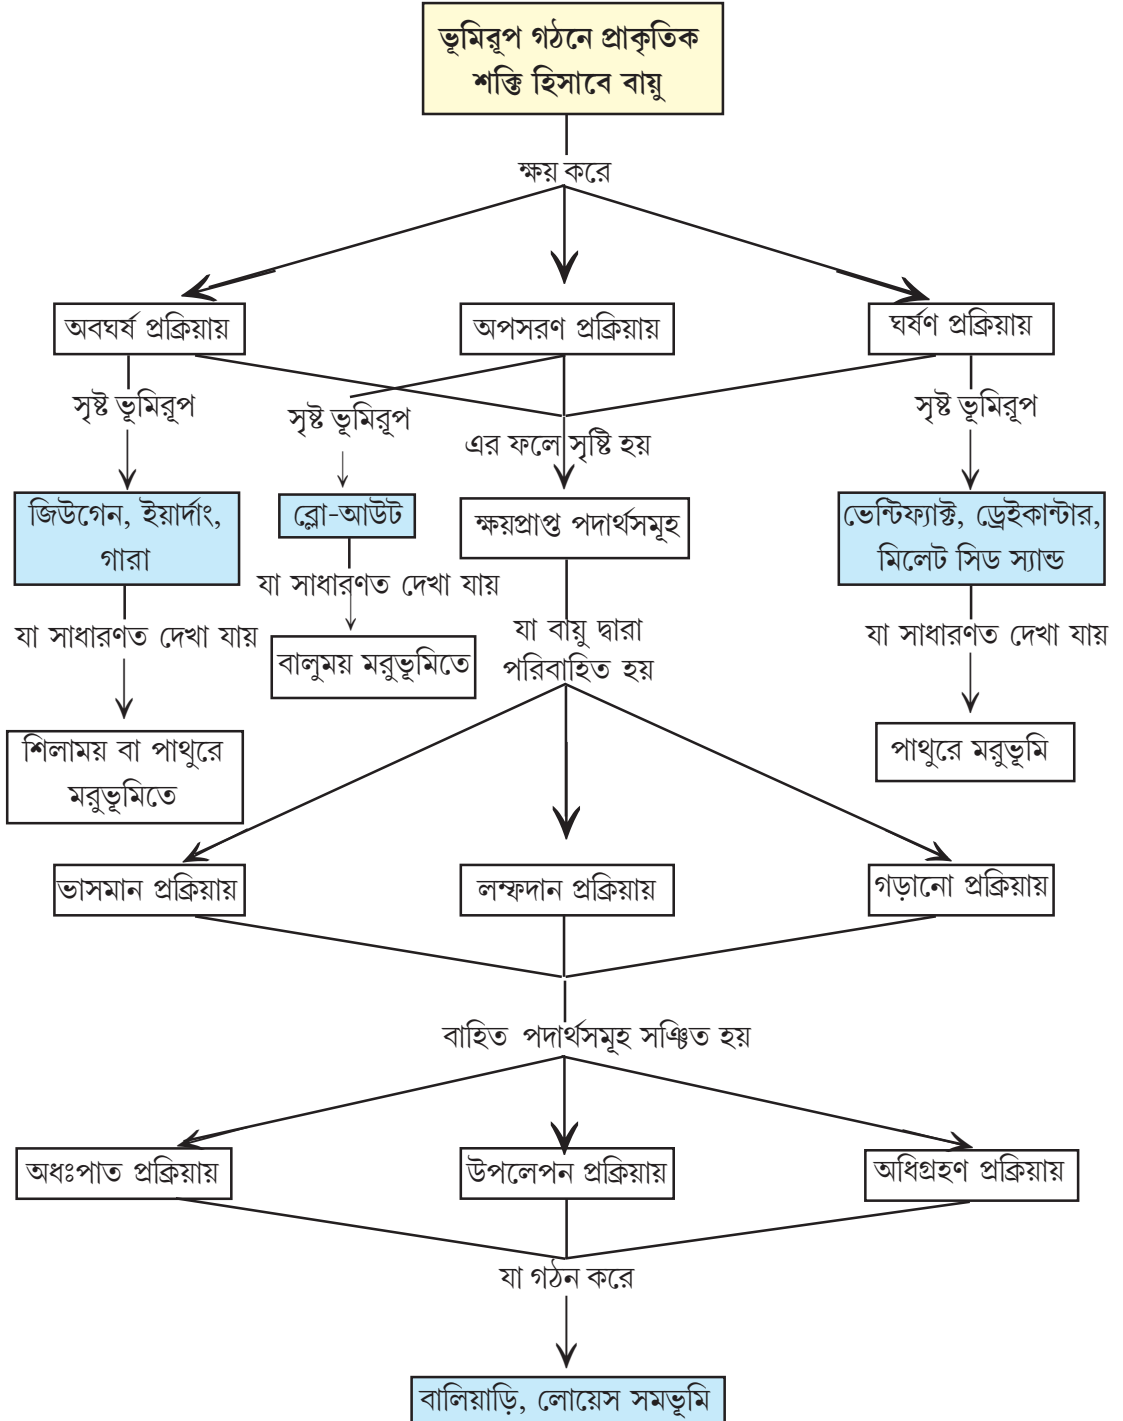 ভূমিরূপ গঠনে প্রাকৃতিক
শক্তি হিসাবে বায়ু
ক্ষয় করে
অবঘর্ষ প্রক্রিয়ায়
অপসরণ প্রক্রিয়ায়
ঘর্ষণ প্রক্রিয়ায়
সৃষ্ট ভূমিরূপ
সৃষ্ট ভূমিরূপ
এর ফলে সৃষ্টি হয়
সৃষ্ট ভূমিরূপ
জিউগেন, ইয়ার্দাং,
গারা
ব্লো-আউট
ক্ষয়প্রাপ্ত পদার্থসমূহ
ভেন্টিফ্যাক্ট, ড্রেইকান্টার,
মিলেট সিড স্যান্ড
যা সাধারণত দেখা যায়
যা সাধারণত দেখা যায়
যা বায়ু দ্বারা
পরিবাহিত হয়
যা সাধারণত দেখা যায়
শিলাময় বা পাথুরে
মরুভূমিতে
বালুময় মরুভূমিতে
পাথুরে মরুভূমি
ভাসমান প্রক্রিয়ায়
লম্ফদান প্রক্রিয়ায়
গড়ানো প্রক্রিয়ায়
বাহিত পদার্থসমূহ সঞ্চিত হয়
অধঃপাত প্রক্রিয়ায়
উপলেপন প্রক্রিয়ায়
অধিগ্রহণ প্রক্রিয়ায়
যা গঠন করে
বালিয়াড়ি, লোয়েস সমভূমি